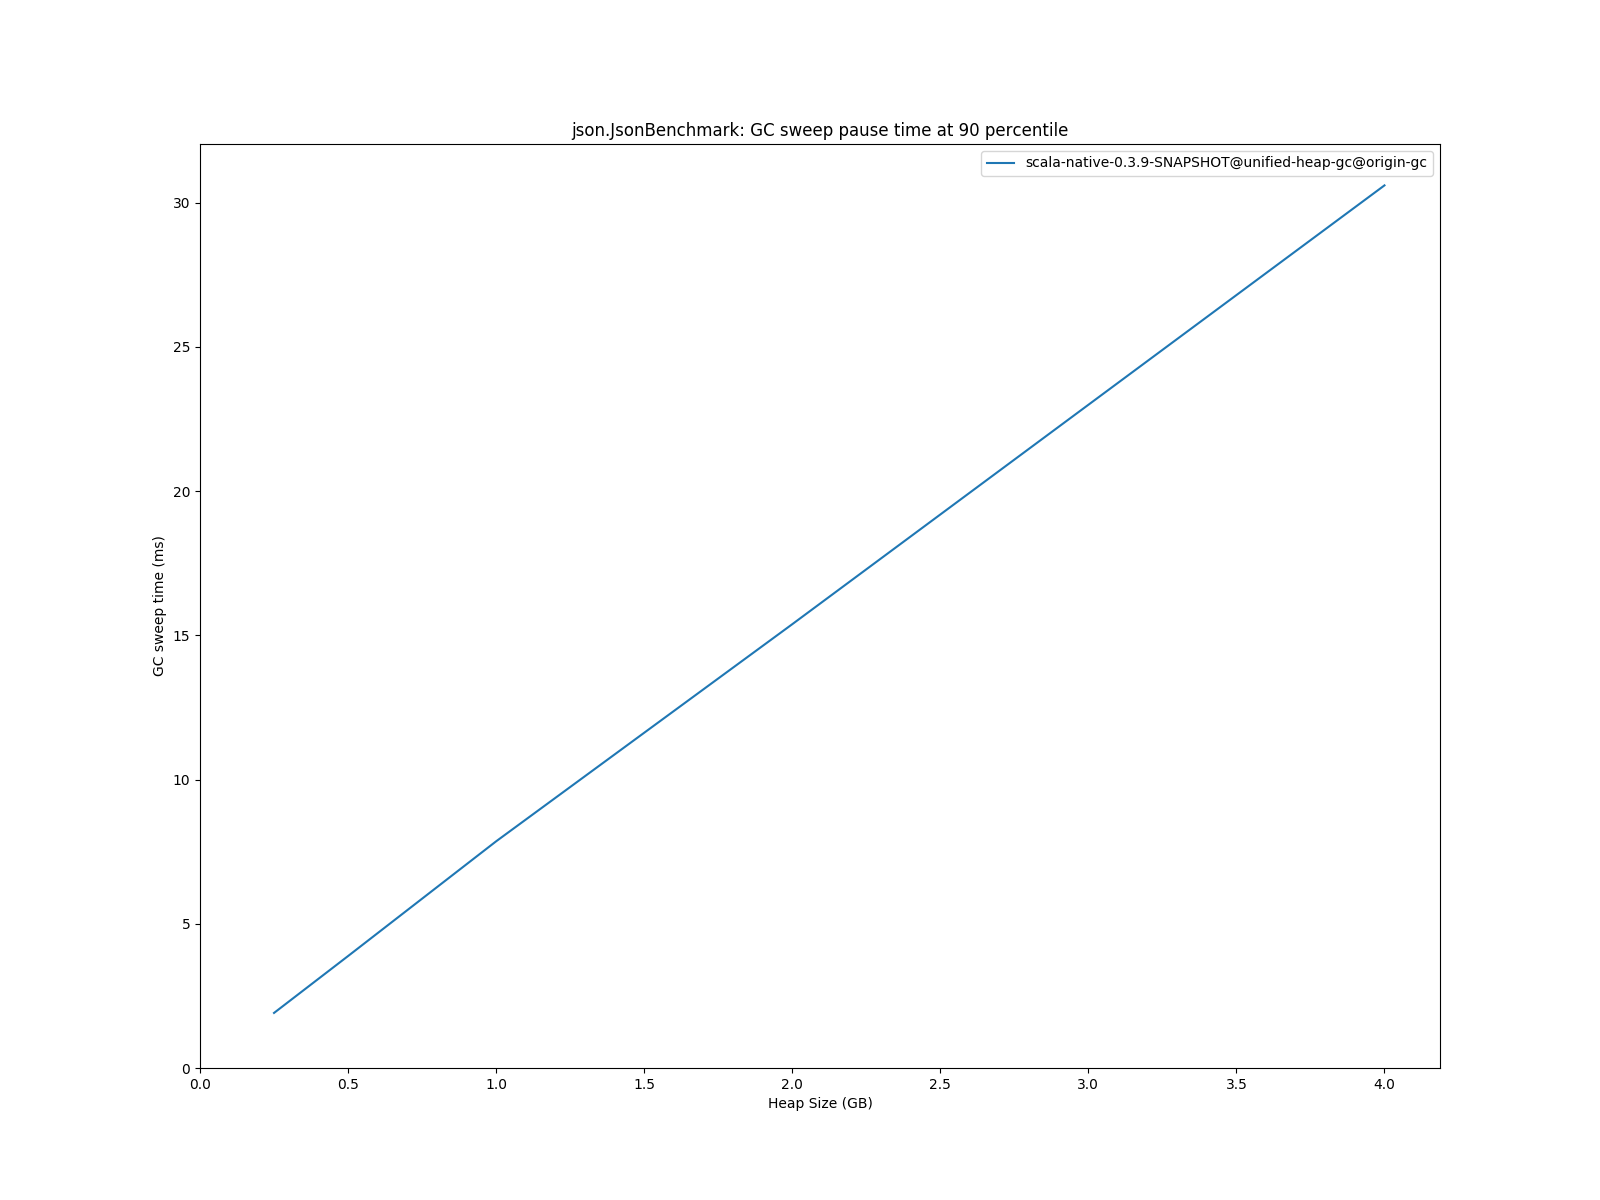 json.JsonBenchmark: GC sweep pause time at 90 percentile
scala-native-0.3.9-SNAPSHOT@unified-heap-gc@origin-gc
30
25
20
15
10
5
0
GC sweep time (ms)
0.0 0.5 1.0 1.5 2.0 2.5 3.0 3.5 4.0
Heap Size (GB)